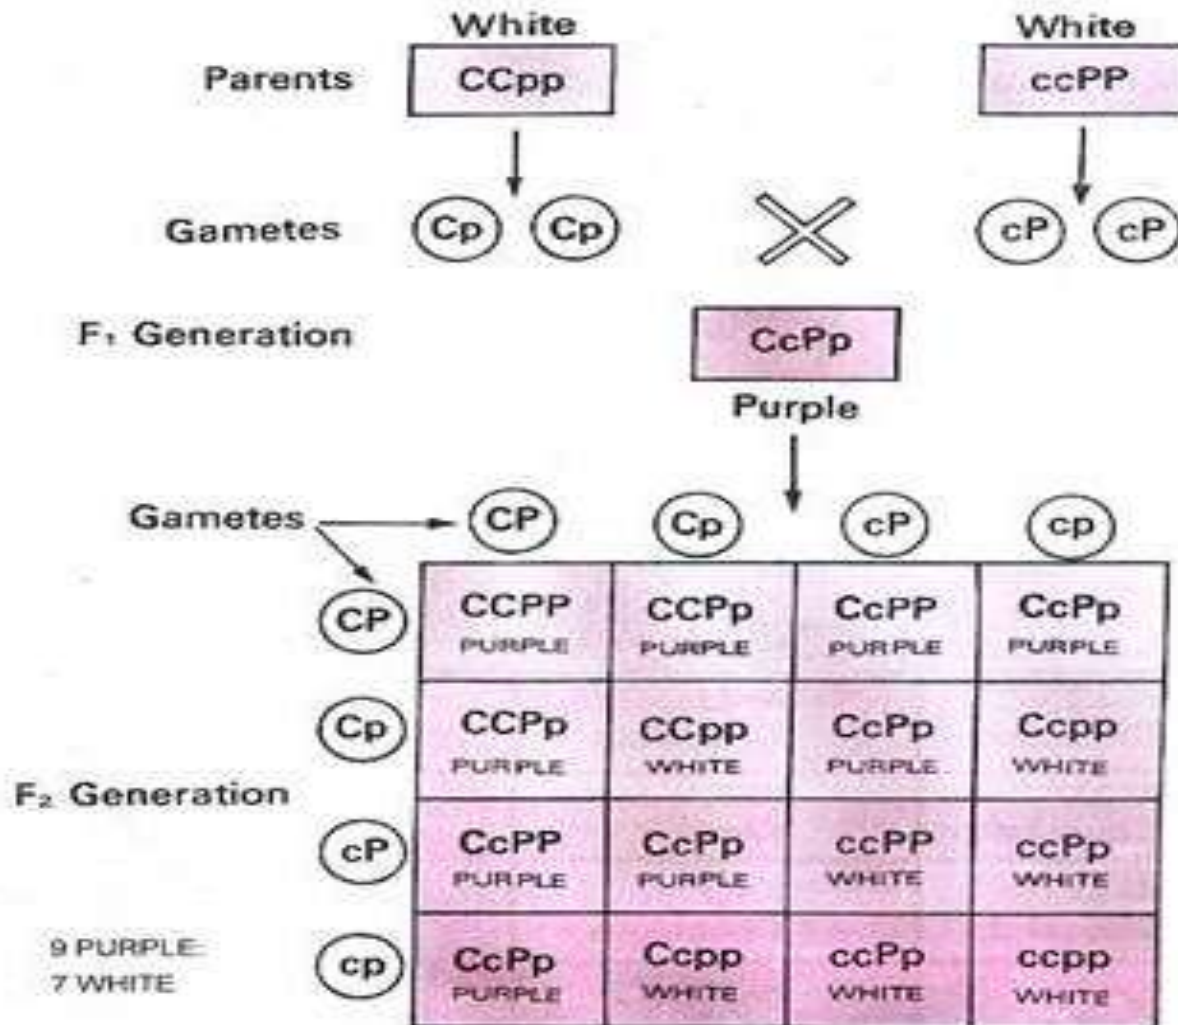 White White
Parents CCpp ccPP
Gametes Cp Cp cP cP
F₁ Generation CcPp
Purple
Gametes CP Cp cP cp
CP CCPP CCPp CcPP CcPp
PURPLE PURPLE PURPLE PURPLE
Cp CCPp CCpp CcPp Ccpp
PURPLE WHITE PURPLE WHITE
F₂ Generation
cP CcPP CcPp ccPP ccPp
PURPLE PURPLE WHITE WHITE
9 PURPLE:
7 WHITE
cp CcPp Ccpp ccPp ccpp
PURPLE WHITE WHITE WHITE